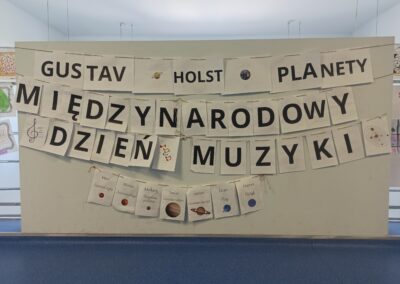 GUSTAV HOLST PLANETY
MIĘDZYNARODOWY
DZIEŃ MUZYKI